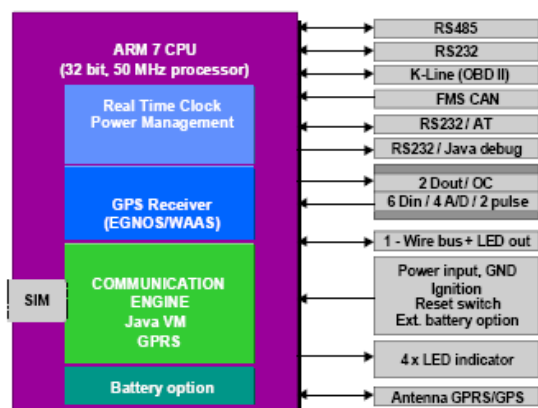 ARM 7 CPU
(32 bit, 50 MHz processor)
Real Time Clock
Power Management
GPS Receiver
(EGNOS/WAAS)
SIM
COMMUNICATION
ENGINE
Java VM
GPRS
Battery option
RS485
RS232
K-Line (OBD II)
FMS CAN
RS232/ AT
RS232 / Java debug
2 Dout/ OC
6 Din / 4 A/D / 2 pulse
1 - Wire bus+ LED out
Power input, GND
Ignition
Reset switch
Ext. battery option
4 x LED indicator
Antenna GPRS/GPS